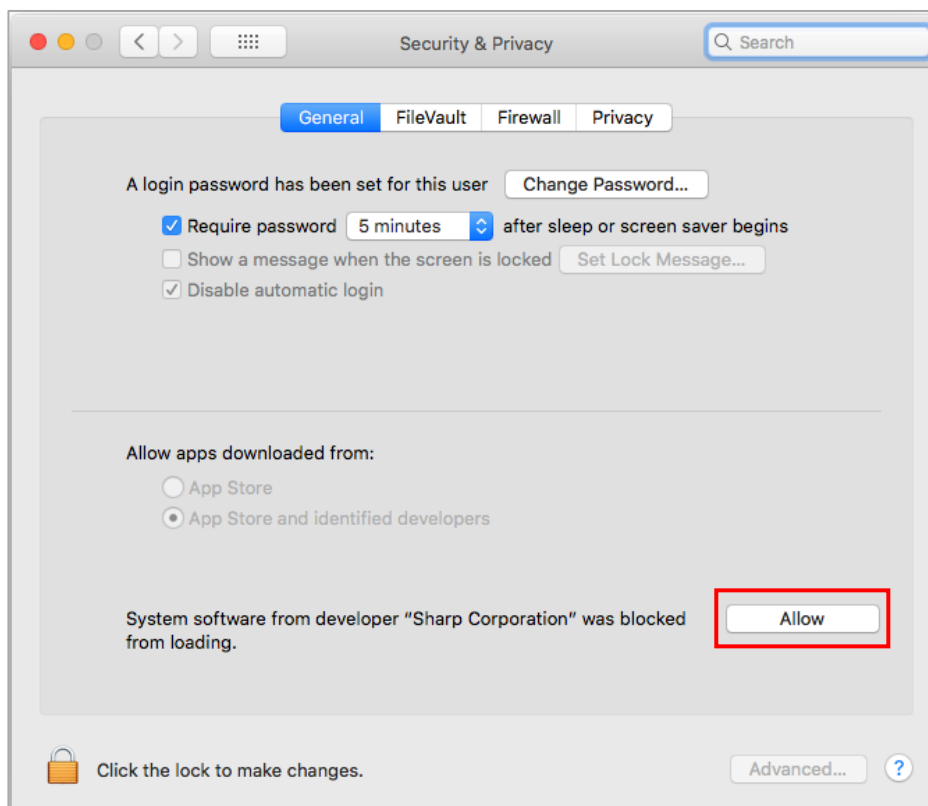 Security & Privacy
Search
General FileVault Firewall Privacy
A login password has been set for this user Change Password...
Require password 5 minutes after sleep or screen saver begins
Show a message when the screen is locked Set Lock Message...
Disable automatic login
Allow apps downloaded from:
App Store
App Store and identified developers
System software from developer “Sharp Corporation” was blocked
from loading.
Allow
Click the lock to make changes.
Advanced... ?